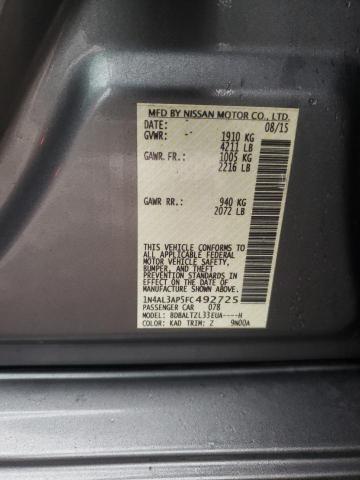 MFD BY NISSAN MOTOR CO., LTD.
DATE: 08/15
GVWR: 1910 KG
4211 LB
GAWR. FR.: 1005 KG
2216 LB
GAWR RR.: 940 KG
2072 LB
THIS VEHICLE CONFORMS TO
ALL APPLICABLE FEDERAL
MOTOR VEHICLE SAFETY,
BUMPER, AND THEFT
PREVENTION STANDARDS IN
EFFECT ON THE DATE OF
MANUFACTURE SHOWN ABOVE.
1N4AL3AP5FC492725
PASSENGER CAR 078
MODEL: BDBALTZL33EUA----H
COLOR: KAD TRIM: Z 9N00A